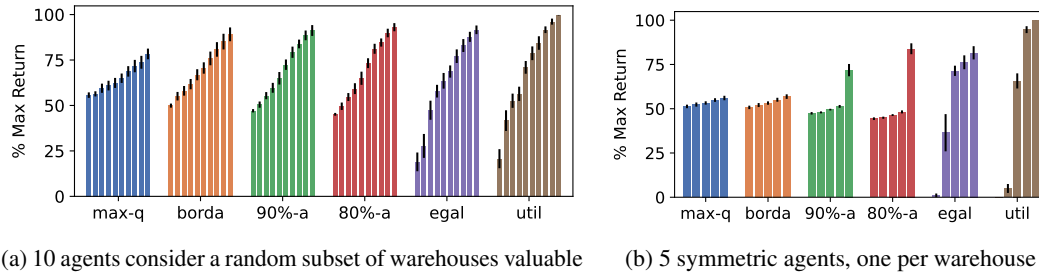 % Max Return
100
75
50
25
0
max-q borda 90%-a 80%-a egal util
(a) 10 agents consider a random subset of warehouses valuable
% Max Return
100
75
50
25
0
max-q borda 90%-a 80%-a egal util
(b) 5 symmetric agents, one per warehouse